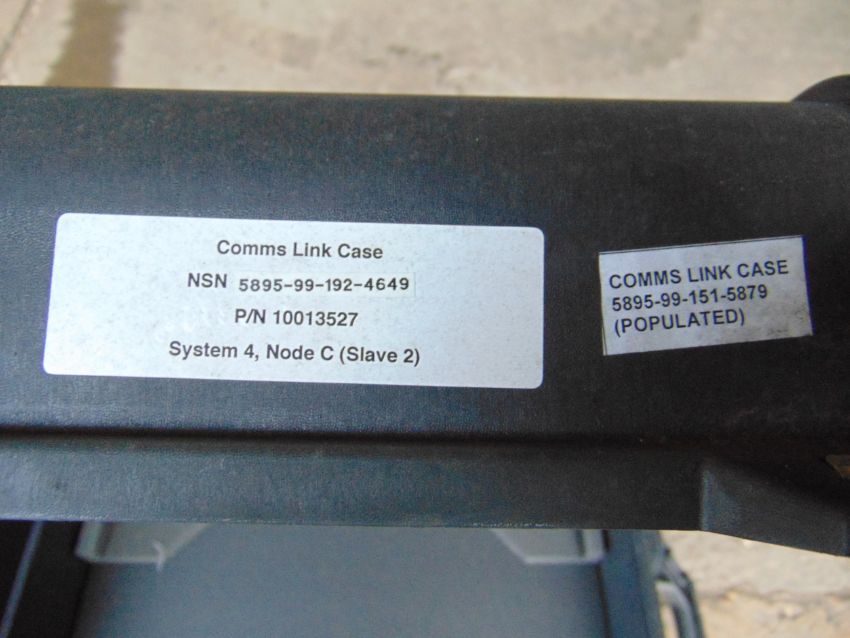 Comms Link Case
NSN 5895-99-192-4649
P/N 10013527
System 4, Node C (Slave 2)
COMMS LINK CASE
5895-99-151-5879
(POPULATED)